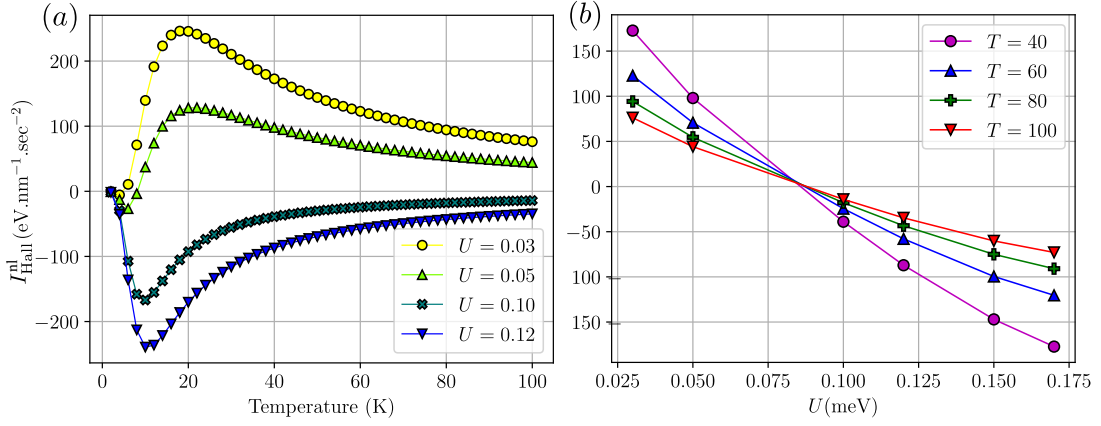 (a)
(b)
I^{nl}_{Hall}(eV.nm^{−1}.sec^{−2})
200
100
0
−100
−200
0
20
40
60
80
100
Temperature (K)
U = 0.03
U = 0.05
U = 0.10
U = 0.12
150
100
50
0
−50
100
150
0.025
0.050
0.075
0.100
0.125
0.150
0.175
U(meV)
T = 40
T = 60
T = 80
T = 100